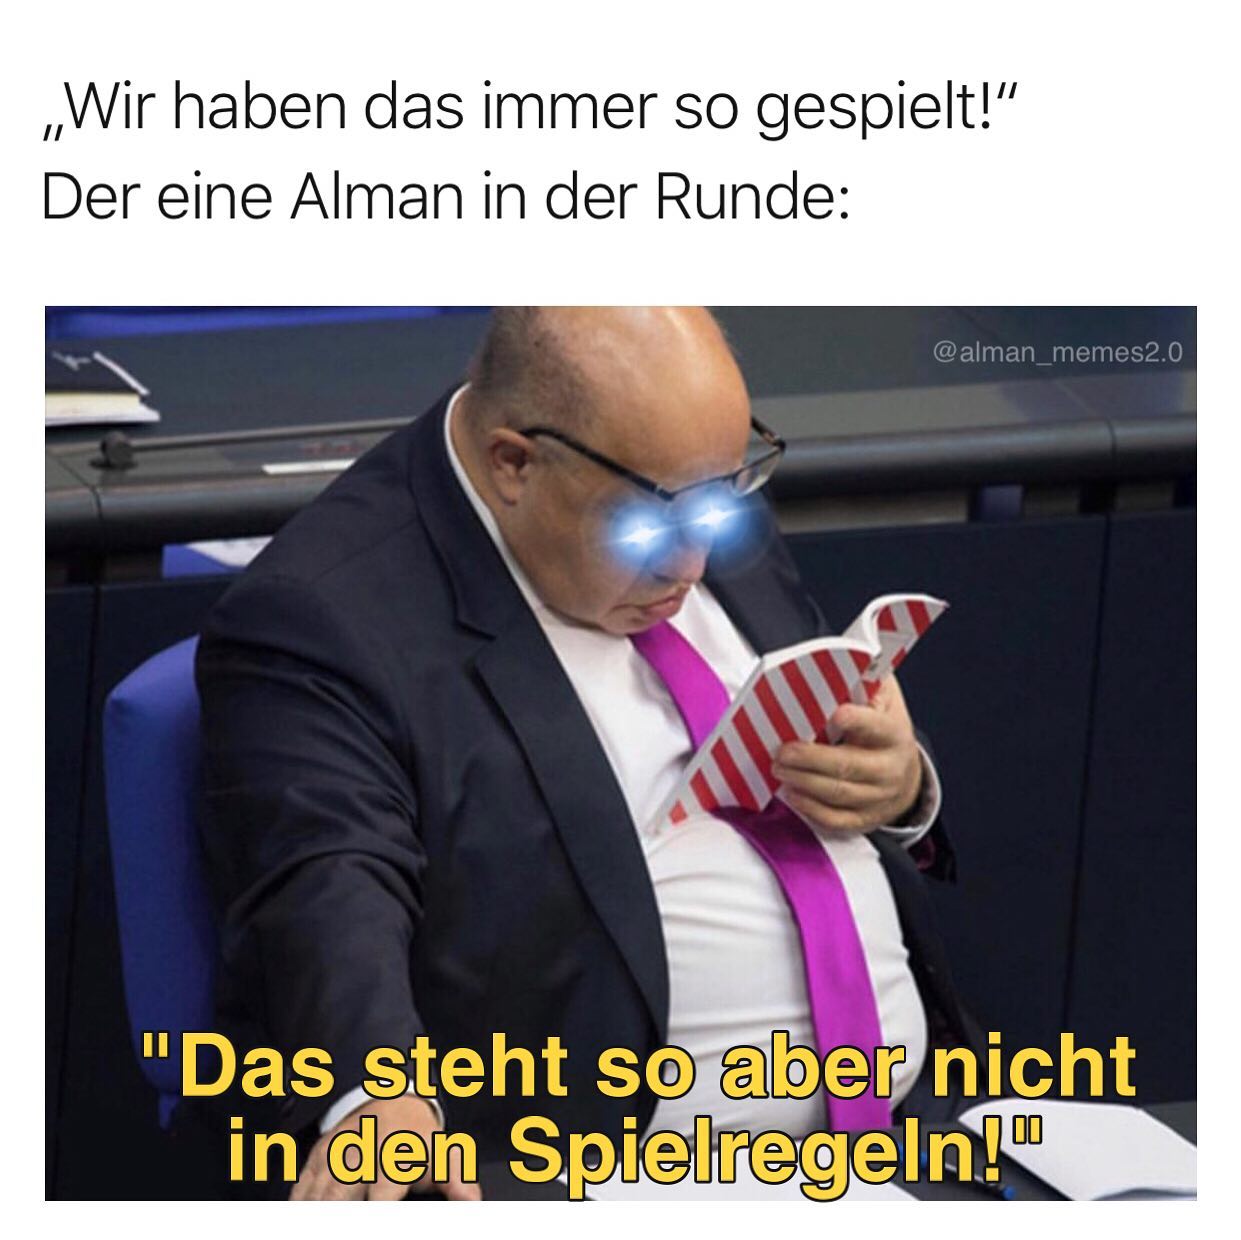 „Wir haben das immer so gespielt!“
Der eine Alman in der Runde:
@alman_memes2.0
"Das steht so aber nicht
in den Spielregeln!"